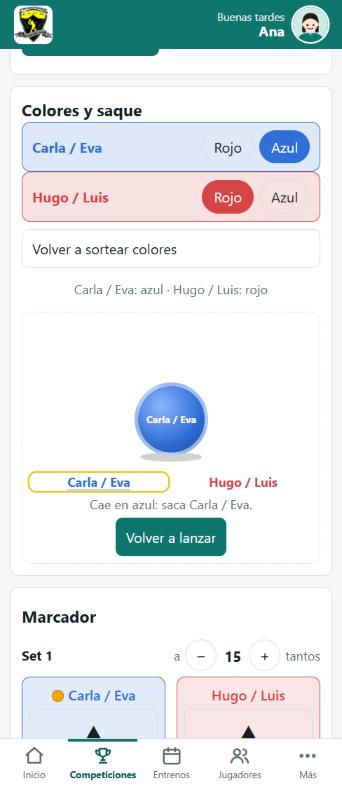 Buenas tardes
Ana
Colores y saque
Carla / Eva Rojo Azul
Hugo / Luis Rojo Azul
Volver a sortear colores
Carla / Eva: azul · Hugo / Luis: rojo
Carla / Eva
Carla / Eva Hugo / Luis
Cae en azul: saca Carla / Eva.
Volver a lanzar
Marcador
Set 1 a − 15 + tantos
Carla / Eva Hugo / Luis
Inicio Competiciones Entrenos Jugadores Más